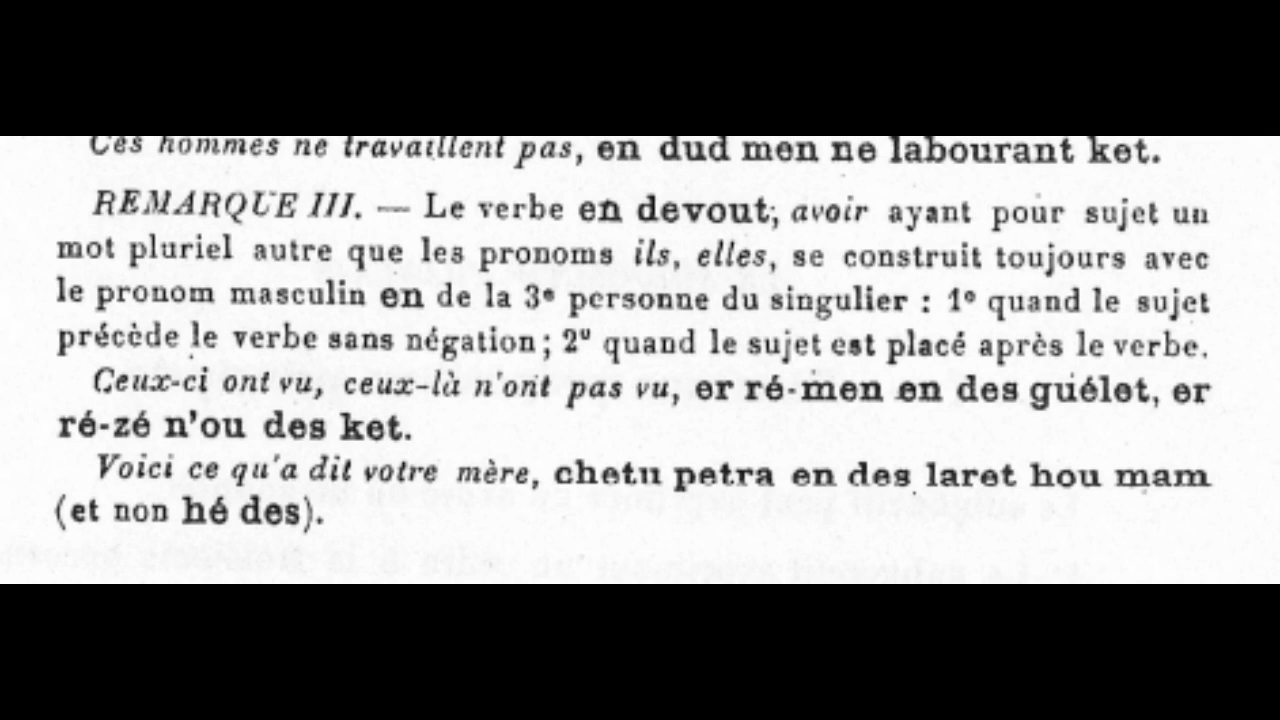 Ces hommes ne travaillent pas, en dud men ne labourant ket.
REMARQUE III. — Le verbe en devout, avoir ayant pour sujet un
mot pluriel autre que les pronoms ils, elles, se construit toujours avec
le pronom masculin en de la 3e personne du singulier : 1o quand le sujet
précède le verbe sans négation; 2o quand le sujet est placé après le verbe.
Ceux-ci ont vu, ceux-là n'ont pas vu, er ré-men en des guélet, er
ré-zé n'ou des ket.
Voici ce qu'a dit votre mère, chetu petra en des laret hou mam
(et non hé des).